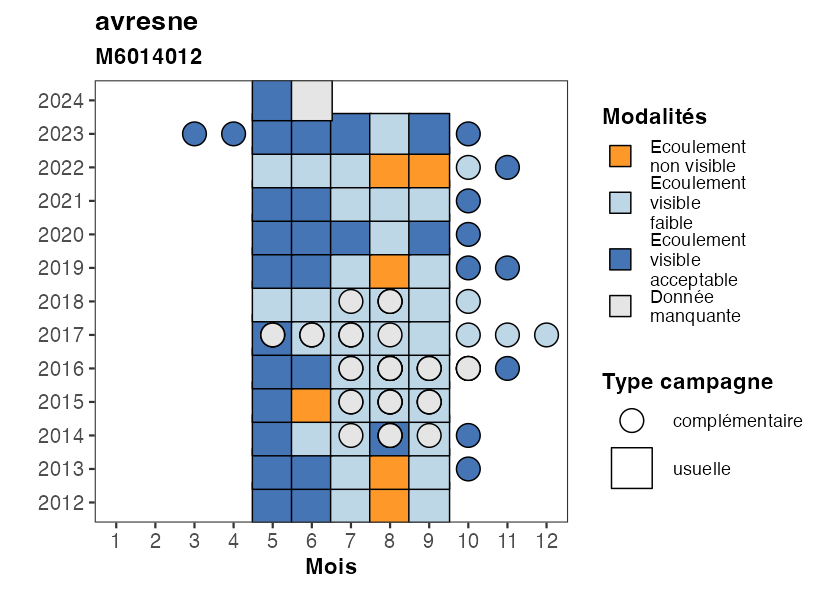 avresne
M6014012
2024
2023
2022
2021
2020
2019
2018
2017
2016
2015
2014
2013
2012
1 2 3 4 5 6 7 8 9 10 11 12
Mois
Modalités
Ecoulement
non visible
Ecoulement
visible
faible
Ecoulement
visible
acceptable
Donnée
manquante
Type campagne
complémentaire
usuelle